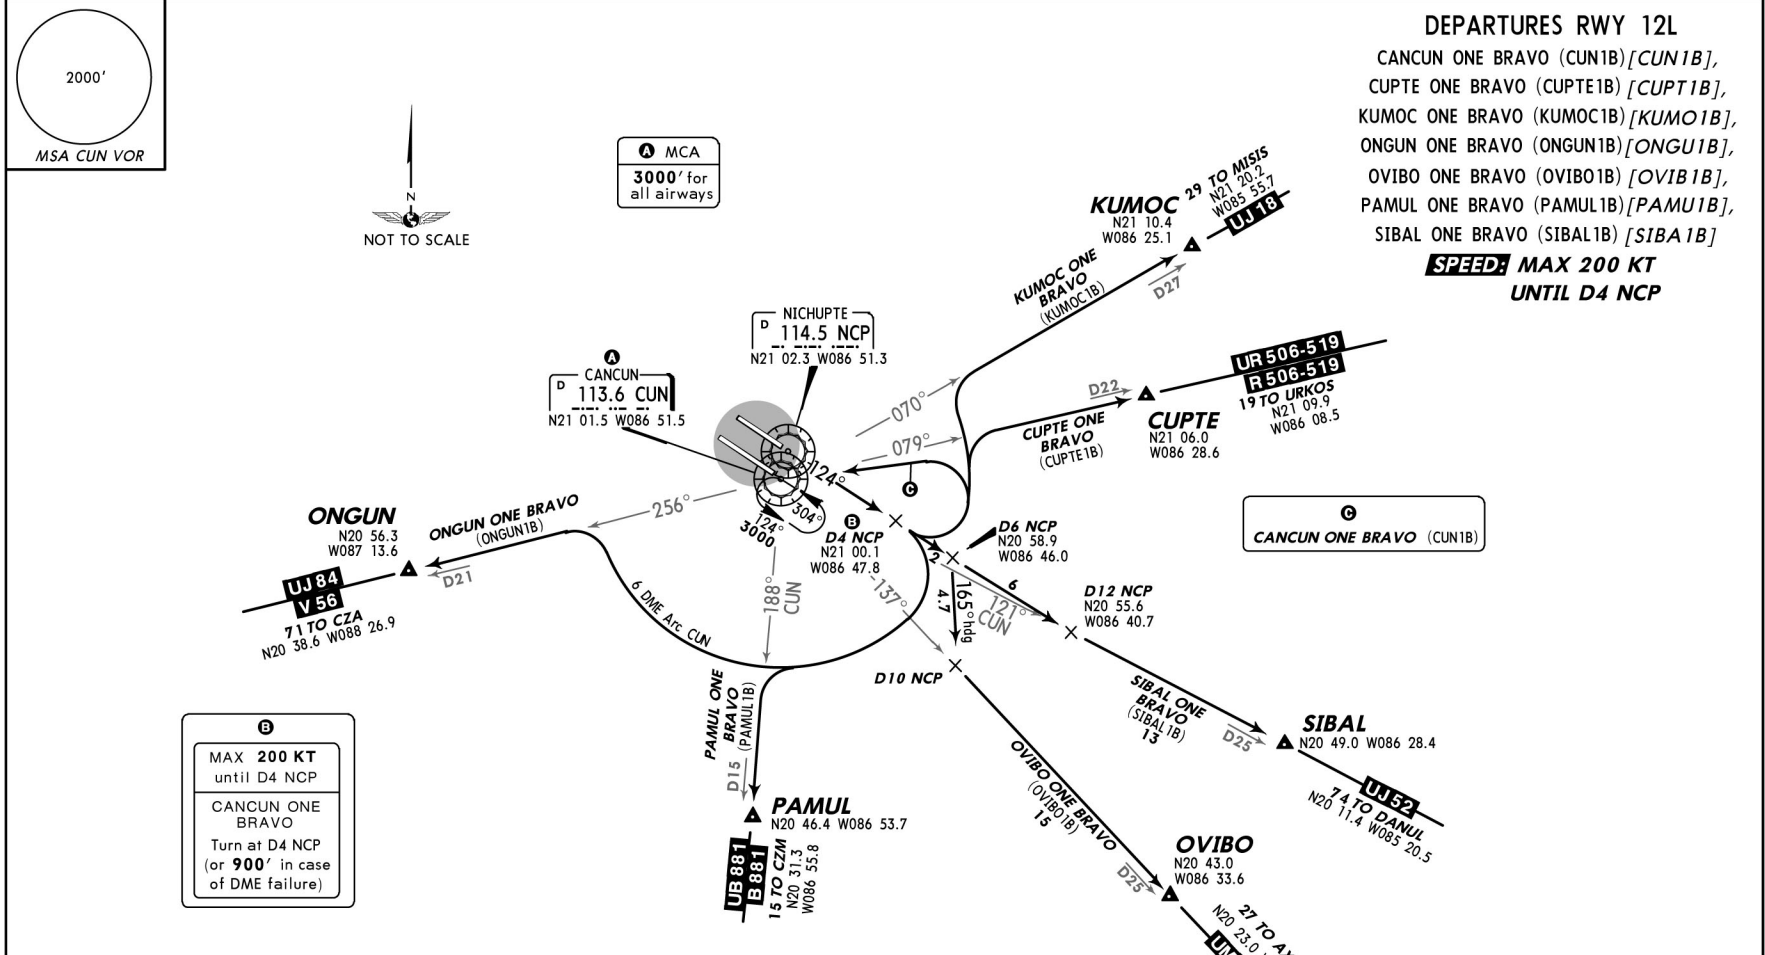 2000'
MSA CUN VOR
N
NOT TO SCALE
A MCA
3000' for
all airways
DEPARTURES RWY 12L
CANCUN ONE BRAVO (CUN1B) [CUN1B],
CUPTE ONE BRAVO (CUPTE1B) [CUPT1B],
KUMOC ONE BRAVO (KUMOC1B) [KUMO1B],
ONGUN ONE BRAVO (ONGUN1B) [ONGU1B],
OVIBO ONE BRAVO (OVIBO1B) [OVIB1B],
PAMUL ONE BRAVO (PAMUL1B) [PAMU1B],
SIBAL ONE BRAVO (SIBAL1B) [SIBA1B]
SPEED: MAX 200 KT
UNTIL D4 NCP
KUMOC
N21 10.4
W086 25.1
29 TO MISIS
N21 20.2
W085 55.7
UJ 18
KUMOC ONE
BRAVO
(KUMOC1B)
D27
NICHUPTE
D 114.5 NCP
N21 02.3 W086 51.3
A
CANCUN
D 113.6 CUN
N21 01.5 W086 51.5
070°
079°
D22
CUPTE ONE
BRAVO
(CUPTE1B)
CUPTE
N21 06.0
W086 28.6
UR 506-519
R 506-519
19 TO URKOS
N21 09.9
W086 08.5
C
CANCUN ONE BRAVO (CUN1B)
124°
C
304°
124°
3000
B
D4 NCP
N21 00.1
W086 47.8
2
D6 NCP
N20 58.9
W086 46.0
6
D12 NCP
N20 55.6
W086 40.7
256°
ONGUN ONE BRAVO
(ONGUN1B)
ONGUN
N20 56.3
W087 13.6
D21
UJ 84
V 56
71 TO CZA
N20 38.6 W088 26.9
6 DME Arc CUN
188°
CUN
137°
165° hdg
4.7
121°
CUN
D10 NCP
SIBAL ONE
BRAVO
(SIBAL1B)
13
D25
SIBAL
N20 49.0 W086 28.4
UJ 52
74 TO DANUL
N20 11.4 W085 20.5
PAMUL ONE
BRAVO
(PAMUL1B)
D15
PAMUL
N20 46.4 W086 53.7
UB 881
B 881
15 TO CZM
N20 31.3
W086 55.8
OVIBO ONE BRAVO
(OVIBO1B)
15
D25
OVIBO
N20 43.0
W086 33.6
27 TO
N20 23.0
B
MAX 200 KT
until D4 NCP
CANCUN ONE
BRAVO
Turn at D4 NCP
(or 900' in case
of DME failure)